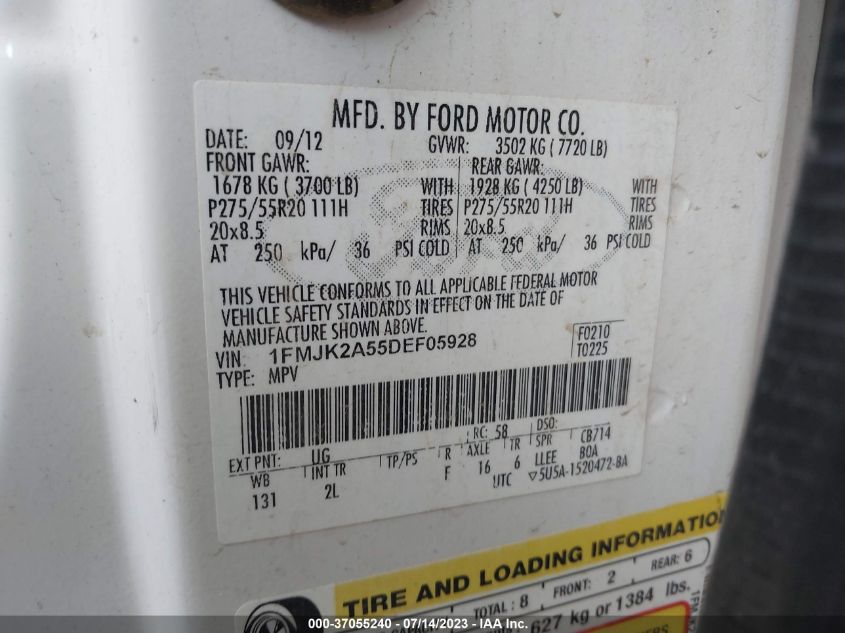 MFD. BY FORD MOTOR CO.
DATE: 09/12 GVWR: 3502 KG ( 7720 LB)
FRONT GAWR: REAR GAWR:
1678 KG ( 3700 LB) WITH 1928 KG ( 4250 LB) WITH
P275/55R20 111H TIRES P275/55R20 111H TIRES
20x8.5 RIMS 20x8.5 RIMS
AT 250 kPa/ 36 PSI COLD AT 250 kPa/ 36 PSI COLD
THIS VEHICLE CONFORMS TO ALL APPLICABLE FEDERAL MOTOR
VEHICLE SAFETY STANDARDS IN EFFECT ON THE DATE OF
MANUFACTURE SHOWN ABOVE.
VIN: 1FMJK2A55DEF05928 F0210
TYPE: MPV T0225
EXT PNT: UG RC: 58 DSO:
WB INT TR TP/PS R AXLE TR SPR CB714
131 2L F 16 6 LLEE BOA
UTC ▽5U5A-1520472-BA
TIRE AND LOADING INFORMATION
TOTAL : 8 FRONT: 2 REAR: 6
627 kg or 1384 lbs.
000-37055240 - 07/14/2023 - IAA Inc.